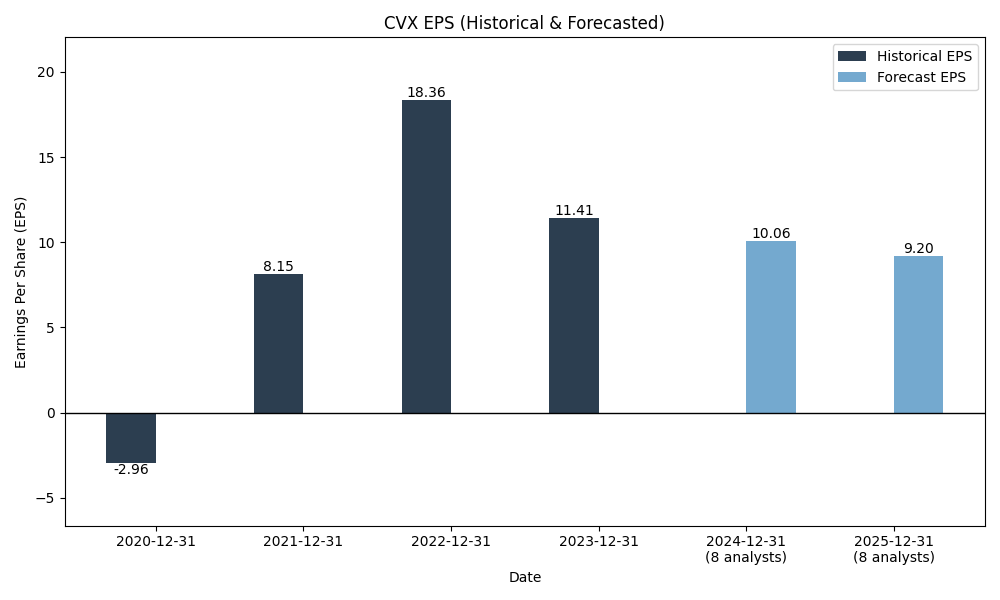 CVX EPS (Historical & Forecasted)
Historical EPS
Forecast EPS
Earnings Per Share (EPS)
20
15
10
5
0
−5
-2.96
8.15
18.36
11.41
10.06
9.20
2020-12-31
2021-12-31
2022-12-31
2023-12-31
2024-12-31
(8 analysts)
2025-12-31
(8 analysts)
Date